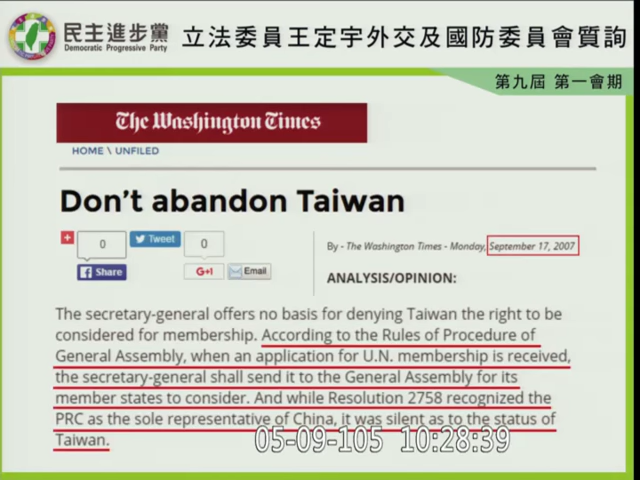 民主進步黨
Democratic Progressive Party
立法委員王定宇外交及國防委員會質詢
第九屆 第一會期
The Washington Times
HOME \ UNFILED
Don't abandon Taiwan
0
Tweet
0
Share
G+1
Email
By - The Washington Times - Monday, September 17, 2007
ANALYSIS/OPINION:
The secretary-general offers no basis for denying Taiwan the right to be
considered for membership. According to the Rules of Procedure of
General Assembly, when an application for U.N. membership is received,
the secretary-general shall send it to the General Assembly for its
member states to consider. And while Resolution 2758 recognized the
PRC as the sole representative of China, it was silent as to the status of
Taiwan.
05-09-105 10:28:39